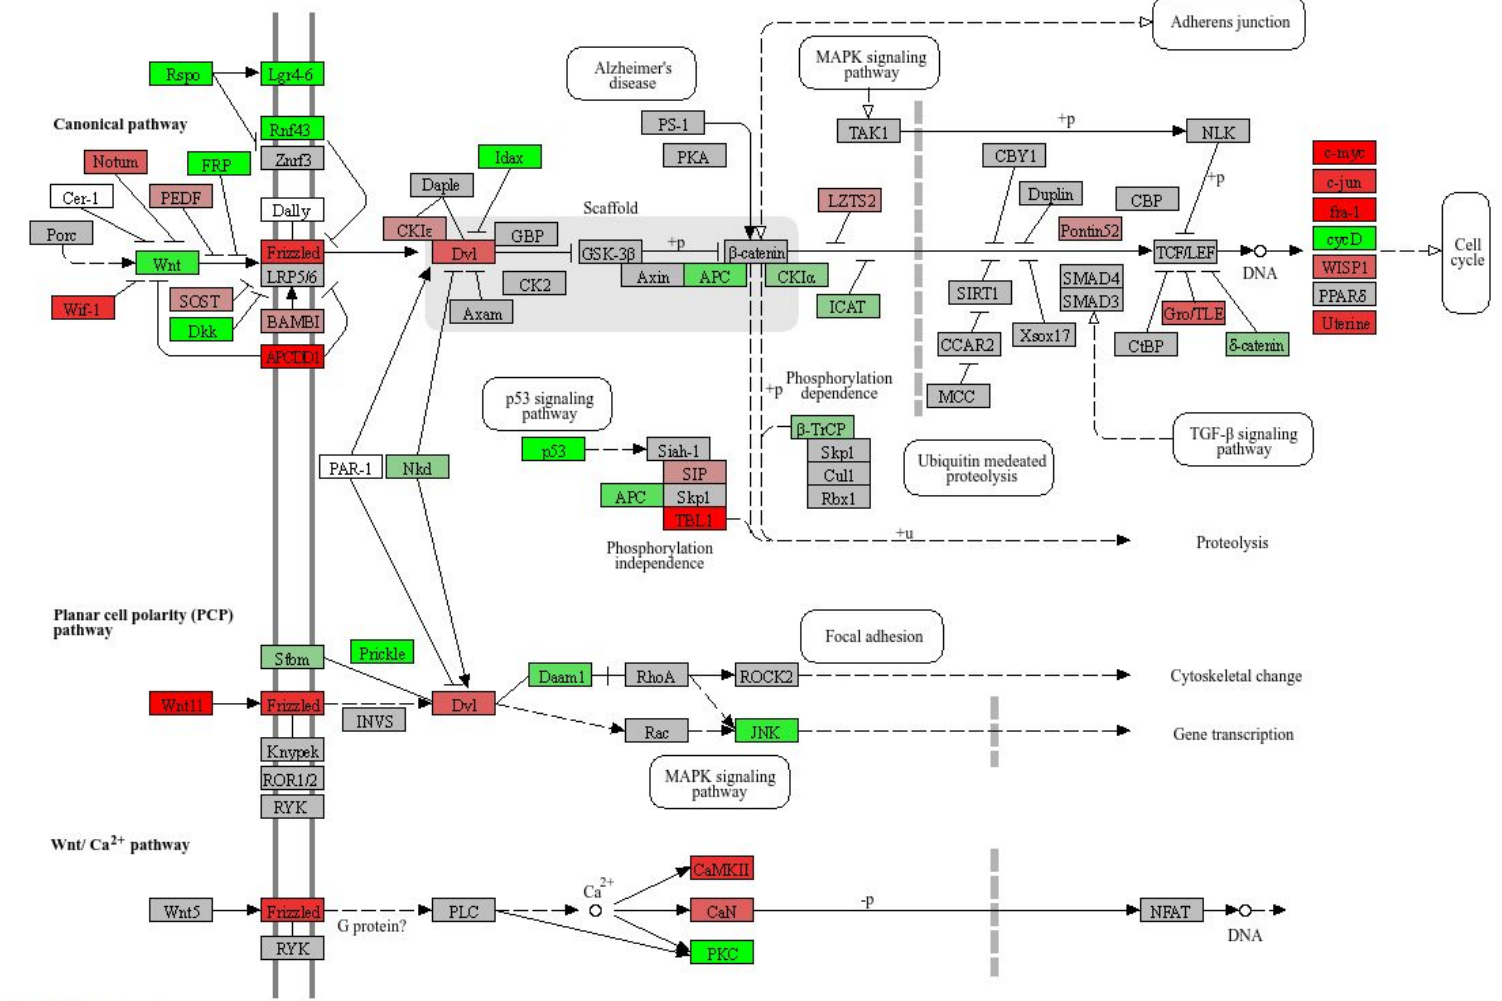 Adherens junction
MAPK signaling
pathway
Alzheimer's
disease
Rspo
Lgr4-6
Canonical pathway
Rnf43
PS-1
TAK1
+p
NLK
Notum
FRP
Znrf3
Idax
PKA
CBY1
c-myc
Cer-1
PEDF
Daple
Duplin
CBP
+p
c-jun
Dally
Scaffold
LZTS2
fra-1
Porc
CKIε
GBP
Pontin52
cycD
Wnt
Frizzled
Dvl
GSK-3β
+p
β-catenin
TCF/LEF
DNA
Cell
cycle
LRP5/6
CK2
Axin
APC
CKIα
SMAD4
WISP1
SOST
SIRT1
SMAD3
PPARδ
Wif-1
BAMBI
Axam
ICAT
Gro/TLE
Uterine
Dkk
Xsox17
APCDD1
CCAR2
CtBP
δ-catenin
+p
Phosphorylation
dependence
MCC
p53 signaling
pathway
β-TrCP
TGF-β signaling
pathway
p53
Siah-1
Skp1
PAR-1
Nkd
SIP
Cul1
Ubiquitin medeated
proteolysis
APC
Skp1
Rbx1
TBL1
+u
Proteolysis
Phosphorylation
independence
Planar cell polarity (PCP)
pathway
Focal adhesion
Stbm
Prickle
Daam1
RhoA
ROCK2
Cytoskeletal change
Wnt11
Frizzled
Dvl
INVS
Rac
JNK
Gene transcription
Knypek
ROR1/2
MAPK signaling
pathway
RYK
Wnt/ Ca2+ pathway
CaMKII
Ca2+
Wnt5
Frizzled
PLC
CaN
-p
NFAT
G protein?
DNA
RYK
PKC